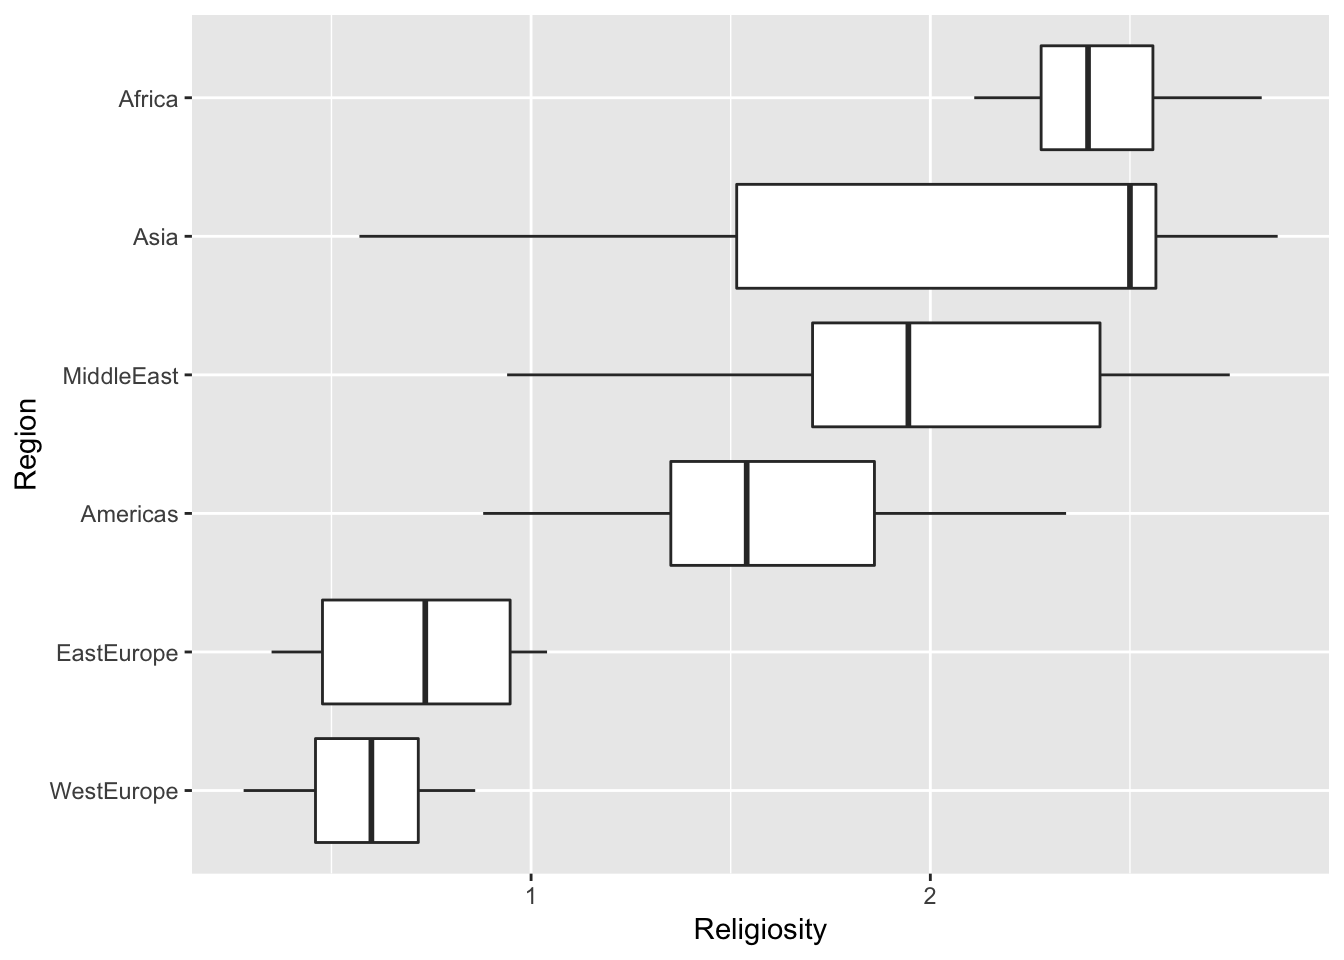 Region
Africa
Asia
MiddleEast
Americas
EastEurope
WestEurope
1 2
Religiosity